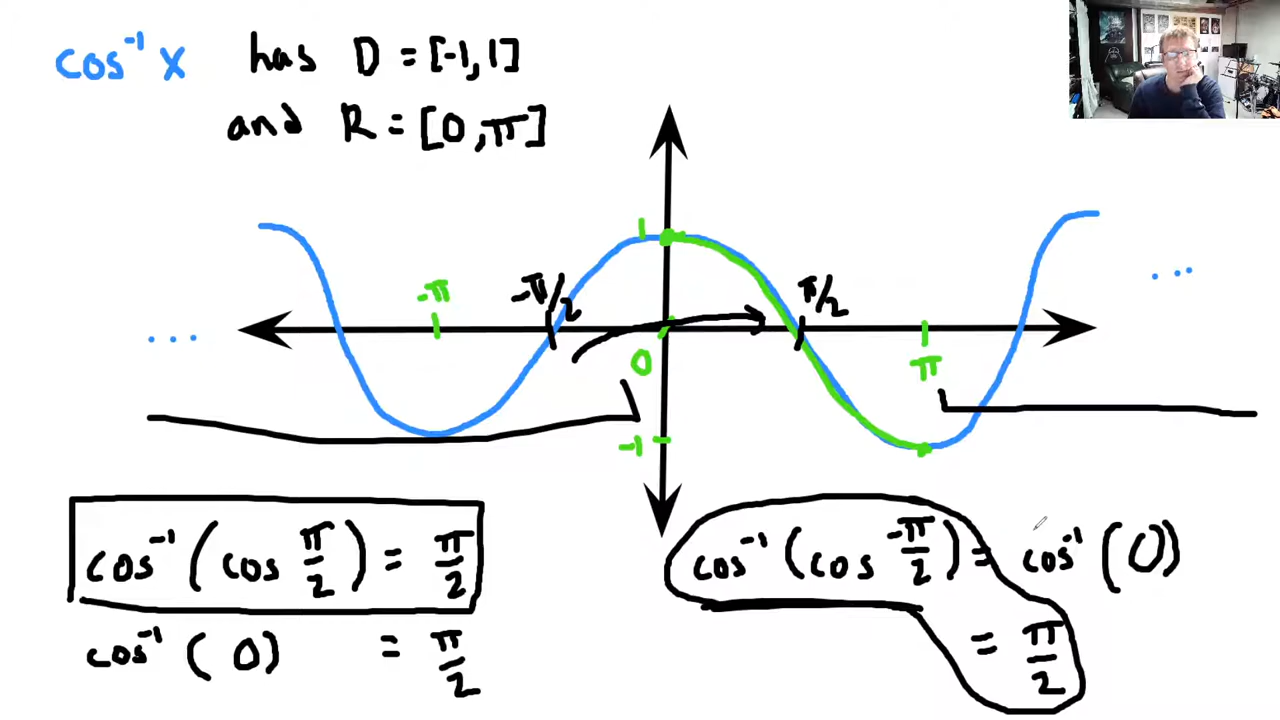 cos⁻¹ x has D = [-1, 1]
and R = [0, π]
1
-π
-π/2
π/2
... 
...
0
π
-1
cos⁻¹ (cos π/2) = π/2
cos⁻¹ (cos -π/2) = cos⁻¹ (0)
cos⁻¹ (0) = π/2
= π/2